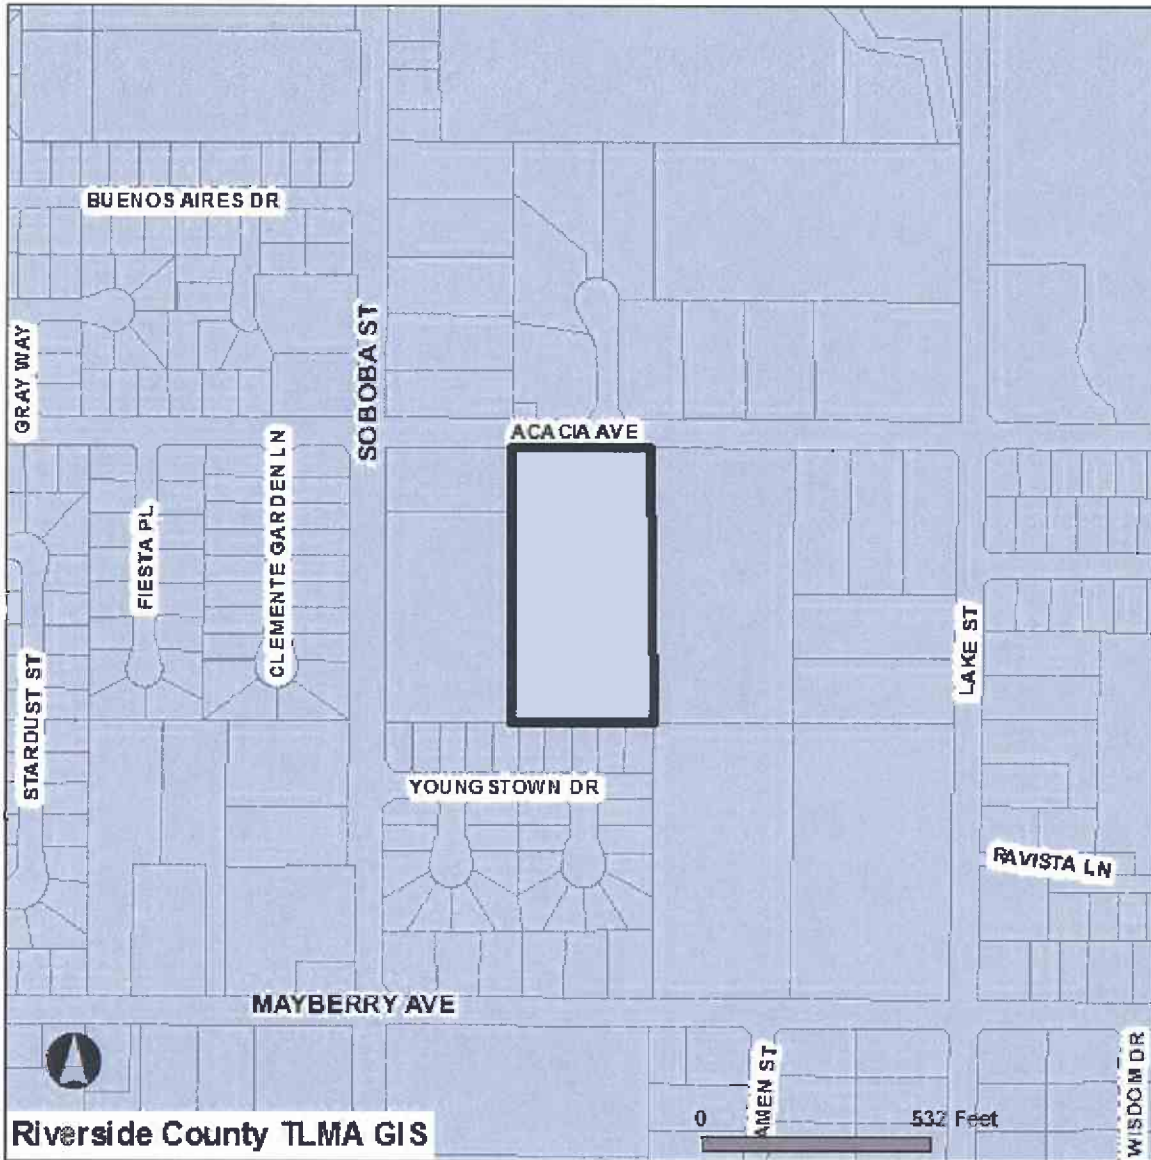 BUENOS AIRES DR
GRAY WAY
SOBOBA ST
ACACIA AVE
CLEMENTE GARDEN LN
FIESTA PL
STARDUST ST
LAKE ST
YOUNGSTOWN DR
PAVISTA LN
MAYBERRY AVE
AMEN ST
WISDOM DR
0 532 Feet
Riverside County TLMA GIS